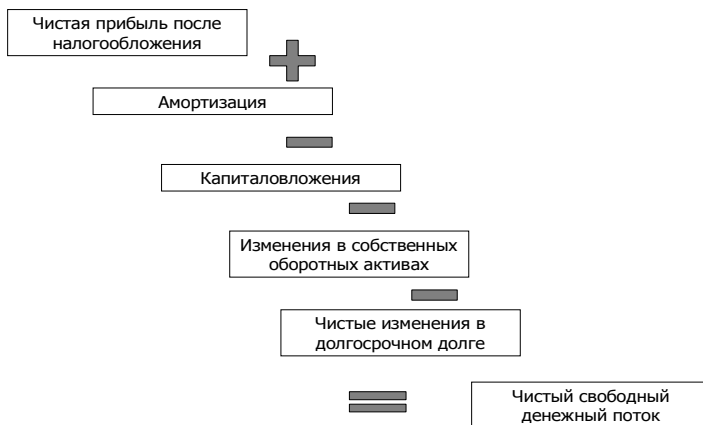 Чистая прибыль после
налогообложения
Амортизация
Капиталовложения
Изменения в собственных
оборотных активах
Чистые изменения в
долгосрочном долге
Чистый свободный
денежный поток